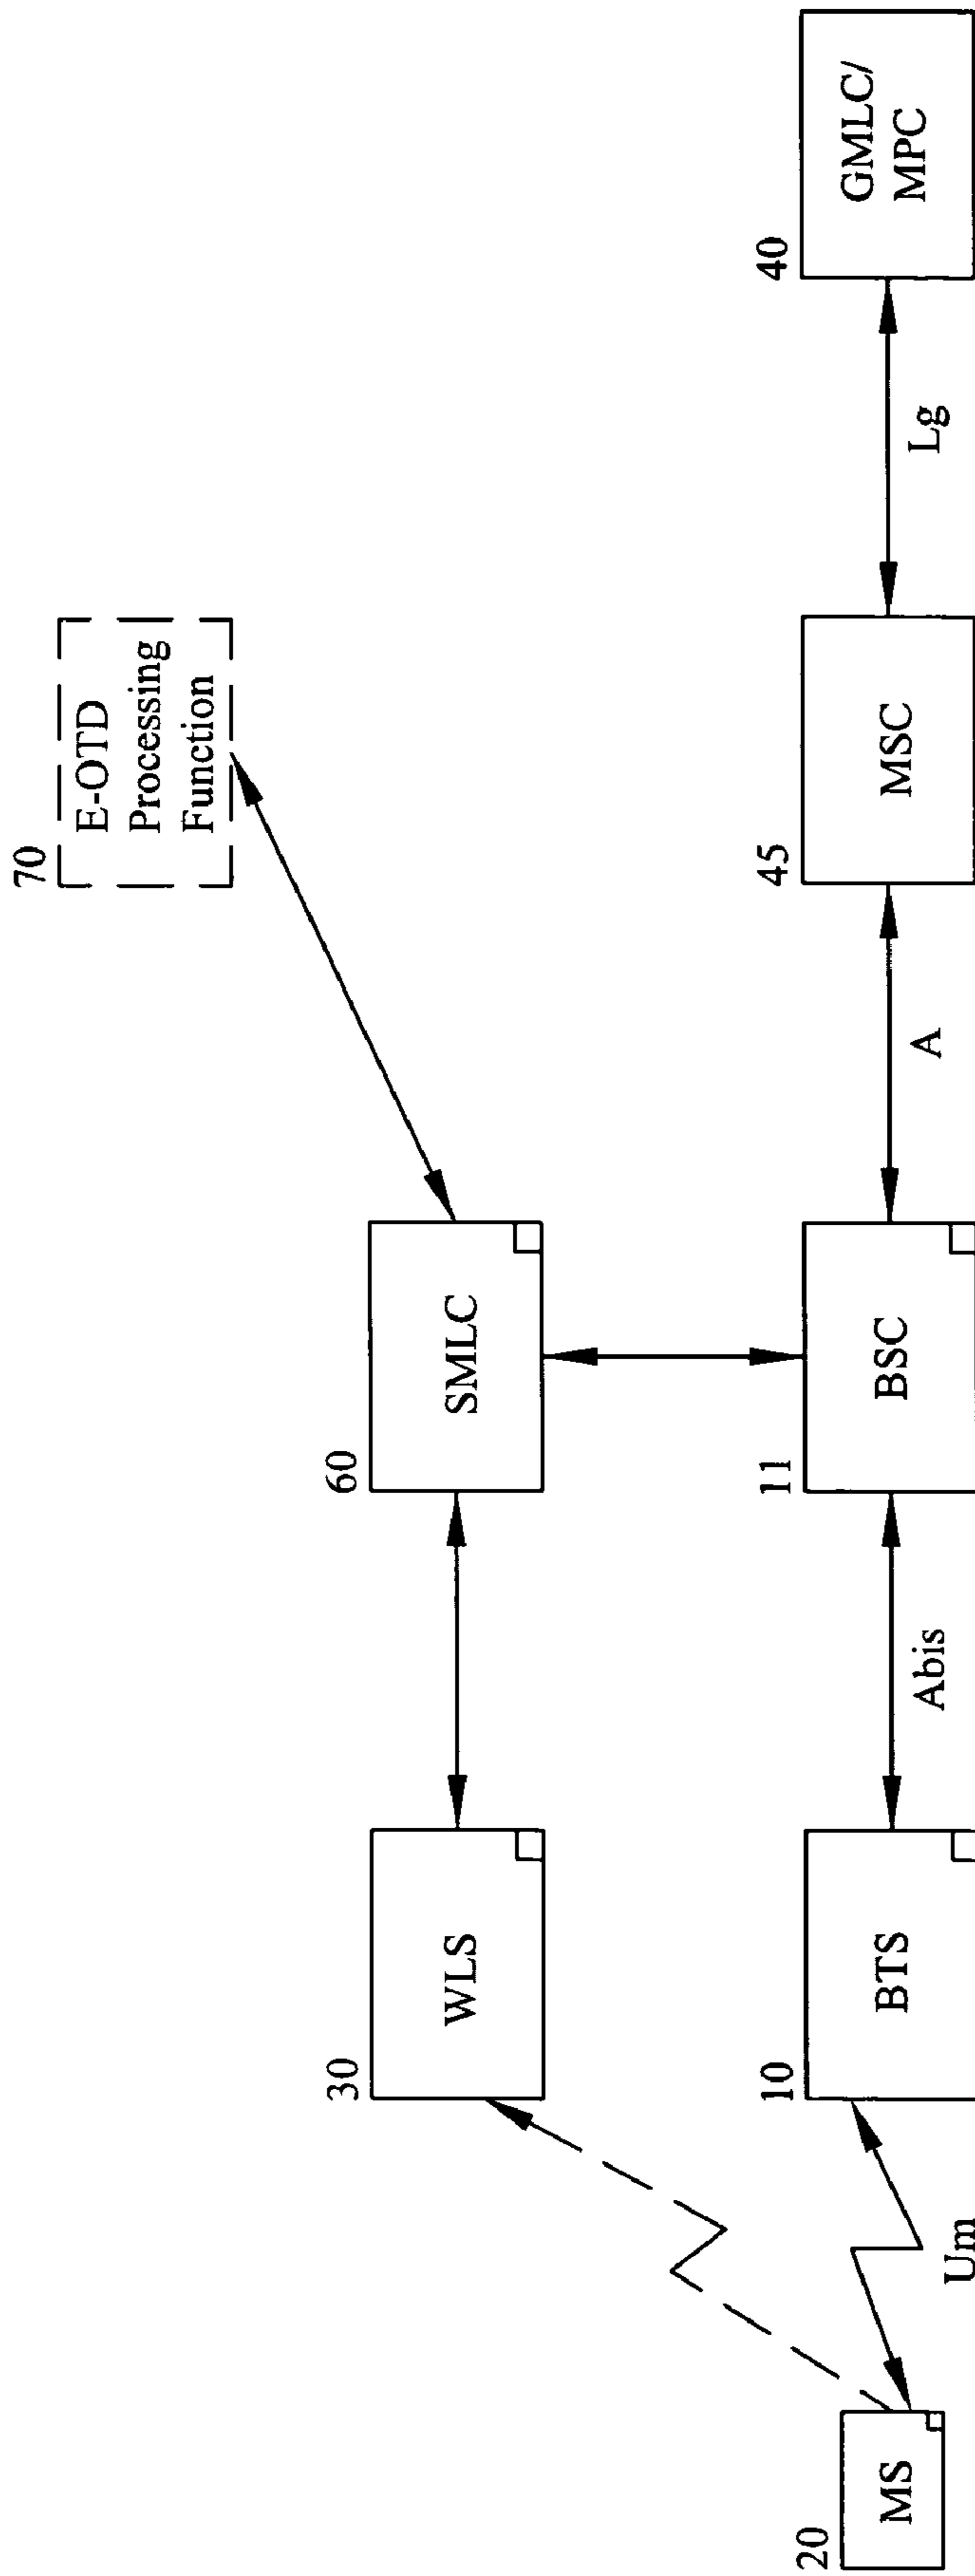 70
E-OTD
Processing
Function
60
SMLC
30
WLS
40
GMLC/
MPC
Lg
45
MSC
A
11
BSC
Abis
10
BTS
Um
20
MS